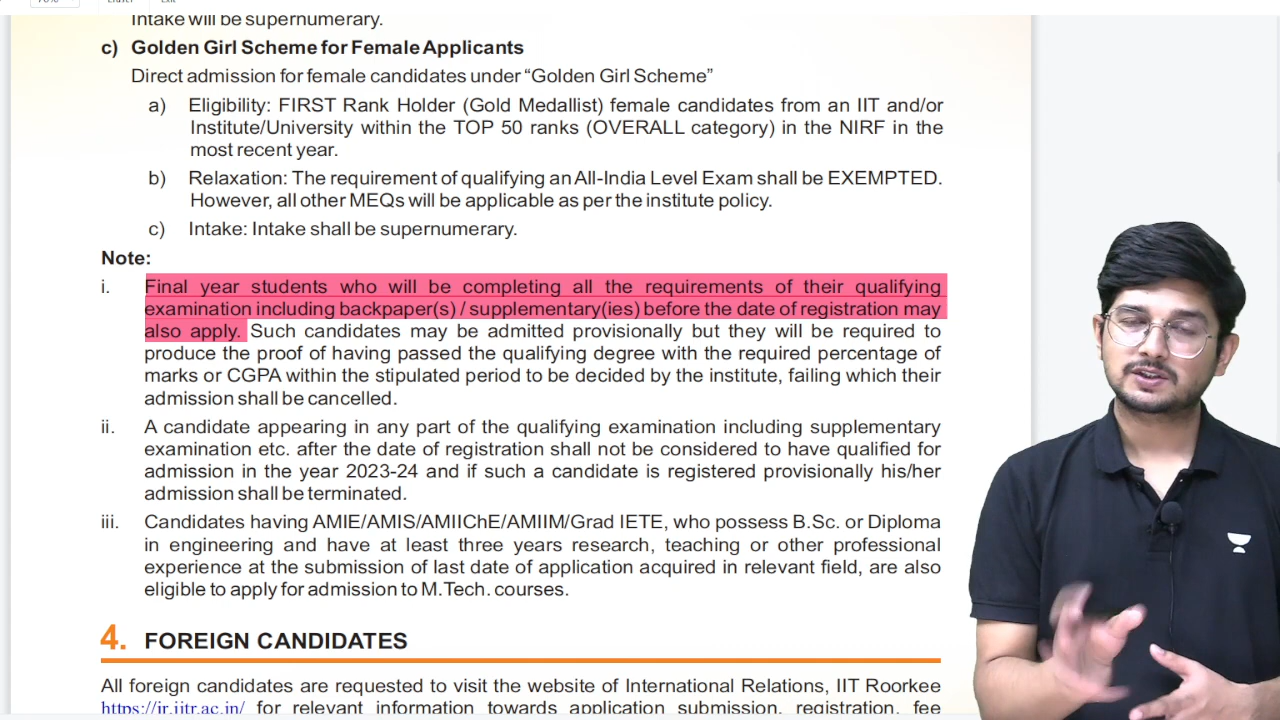 Intake will be supernumerary.
c) Golden Girl Scheme for Female Applicants
Direct admission for female candidates under “Golden Girl Scheme”
a) Eligibility: FIRST Rank Holder (Gold Medallist) female candidates from an IIT and/or
Institute/University within the TOP 50 ranks (OVERALL category) in the NIRF in the
most recent year.
b) Relaxation: The requirement of qualifying an All-India Level Exam shall be EXEMPTED.
However, all other MEQs will be applicable as per the institute policy.
c) Intake: Intake shall be supernumerary.
Note:
i. Final year students who will be completing all the requirements of their qualifying
examination including backpaper(s) / supplementary(ies) before the date of registration may
also apply. Such candidates may be admitted provisionally but they will be required to
produce the proof of having passed the qualifying degree with the required percentage of
marks or CGPA within the stipulated period to be decided by the institute, failing which their
admission shall be cancelled.
ii. A candidate appearing in any part of the qualifying examination including supplementary
examination etc. after the date of registration shall not be considered to have qualified for
admission in the year 2023-24 and if such a candidate is registered provisionally his/her
admission shall be terminated.
iii. Candidates having AMIE/AMIS/AMIIChE/AMIIM/Grad IETE, who possess B.Sc. or Diploma
in engineering and have at least three years research, teaching or other professional
experience at the submission of last date of application acquired in relevant field, are also
eligible to apply for admission to M.Tech. courses.
4. FOREIGN CANDIDATES
All foreign candidates are requested to visit the website of International Relations, IIT Roorkee
https://ir.iitr.ac.in/ for relevant information towards application submission, registration, fee